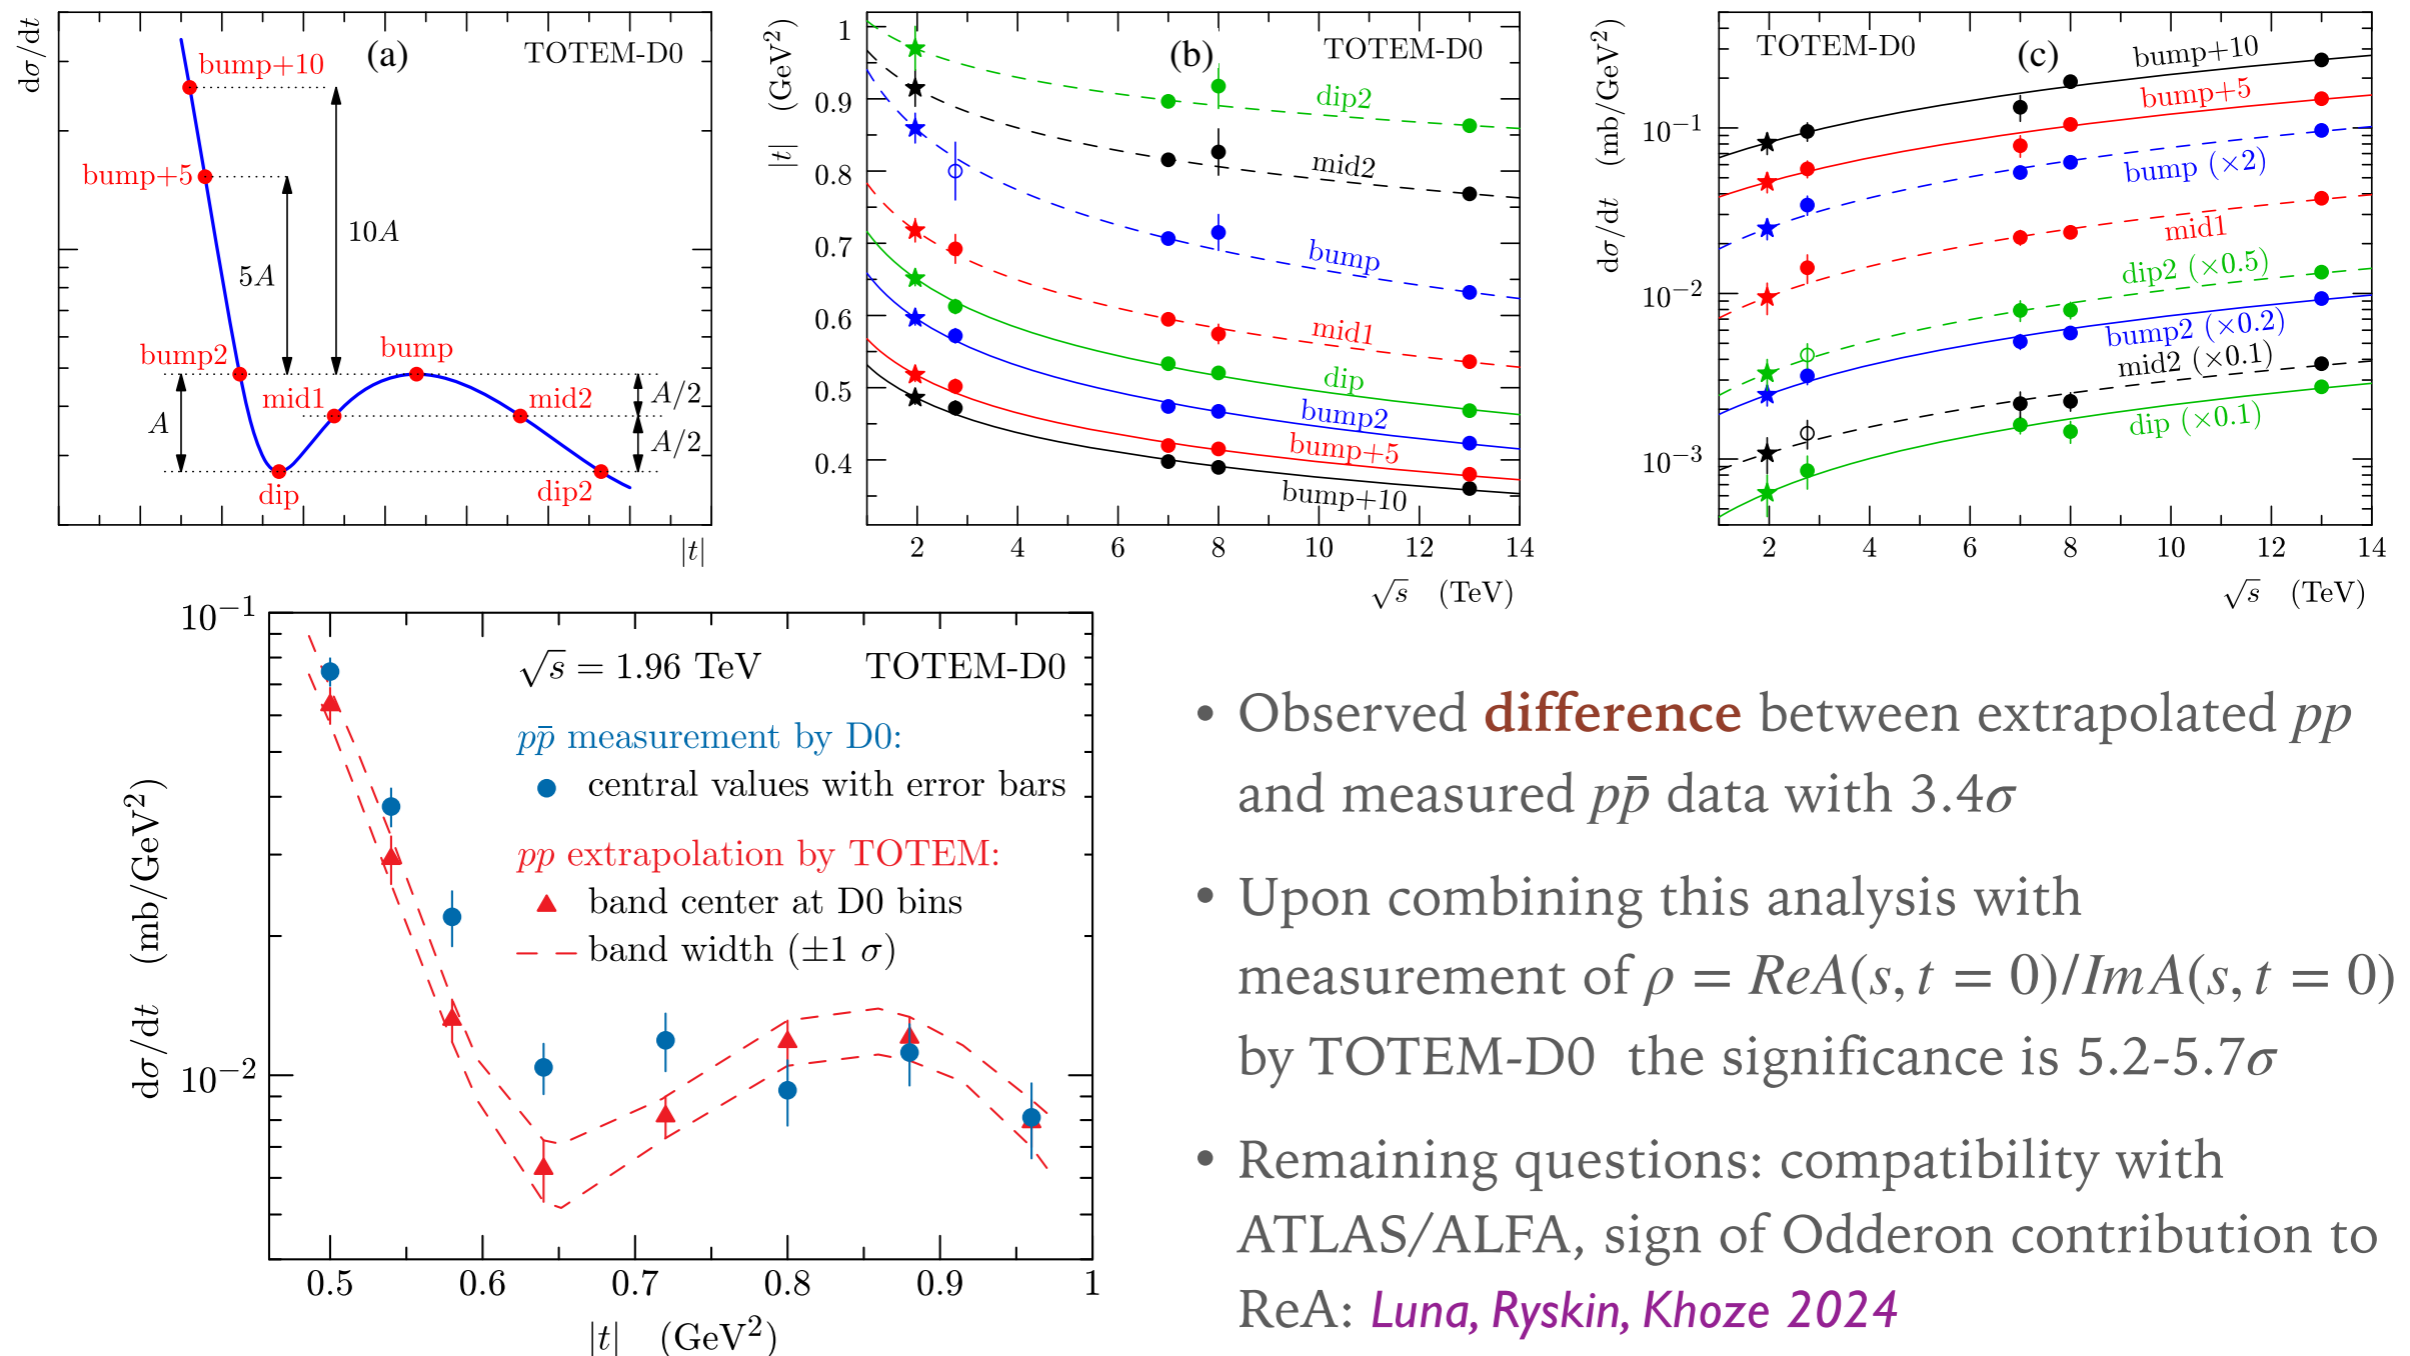 dσ/dt
(a)
TOTEM-D0
bump+10
bump+5
10A
5A
bump2
bump
mid1
mid2
A
A/2
A/2
dip
dip2
|t|
|t| (GeV²)
(b)
TOTEM-D0
1
0.9
0.8
0.7
0.6
0.5
0.4
dip2
mid2
bump
mid1
dip
bump2
bump+5
bump+10
2 4 6 8 10 12 14
√s (TeV)
dσ/dt (mb/GeV²)
TOTEM-D0
(c)
10⁻¹
10⁻²
10⁻³
bump+10
bump+5
bump (×2)
mid1
dip2 (×0.5)
bump2 (×0.2)
mid2 (×0.1)
dip (×0.1)
2 4 6 8 10 12 14
√s (TeV)
dσ/dt (mb/GeV²)
10⁻¹
10⁻²
√s = 1.96 TeV TOTEM-D0
pp̄ measurement by D0:
central values with error bars
pp extrapolation by TOTEM:
band center at D0 bins
band width (±1 σ)
0.5 0.6 0.7 0.8 0.9 1
|t| (GeV²)
• Observed difference between extrapolated pp
and measured pp̄ data with 3.4σ
• Upon combining this analysis with
measurement of ρ = ReA(s, t = 0)/ImA(s, t = 0)
by TOTEM-D0 the significance is 5.2-5.7σ
• Remaining questions: compatibility with
ATLAS/ALFA, sign of Odderon contribution to
ReA: Luna, Ryskin, Khoze 2024